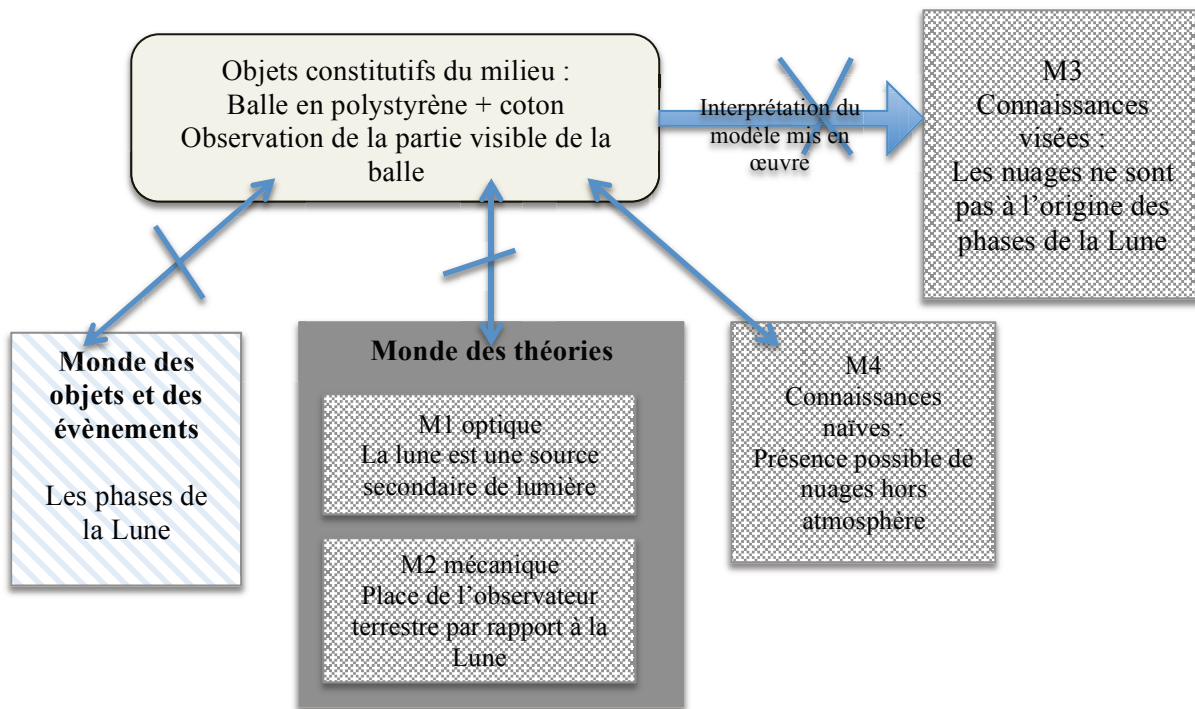 Objets constitutifs du milieu :
Balle en polystyrène + coton
Observation de la partie visible de la
balle
Interprétation du
modèle mis en
œuvre
M3
Connaissances
visées :
Les nuages ne sont
pas à l’origine des
phases de la Lune
Monde des
objets et des
évènements
Les phases de
la Lune
Monde des théories
M1 optique
La lune est une source
secondaire de lumière
M2 mécanique
Place de l’observateur
terrestre par rapport à la
Lune
M4
Connaissances
naïves :
Présence possible de
nuages hors
atmosphère